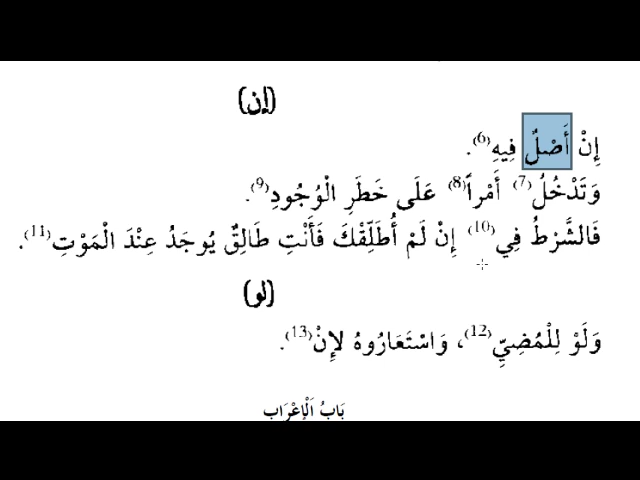 (إن)
إِنْ أَصْلٌ فِيهِ(6).
وَتَدْخُلُ(7) أَمْراً(8) عَلَى خَطَرِ الْوُجُودِ(9).
فَالشَّرْطُ فِي(10) إِنْ لَمْ أُطَلِّقْكَ فَأَنْتِ طَالِقٌ يُوجَدُ عِنْدَ الْمَوْتِ(11).
(لو)
وَلَوْ لِلْمُضِيِّ(12)، وَاسْتَعَارُوهُ لإِنْ(13).
بَابُ اَلْإِعْرَاب